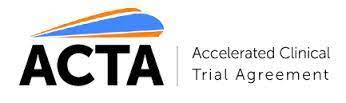 ACTA
Accelerated Clinical
Trial Agreement